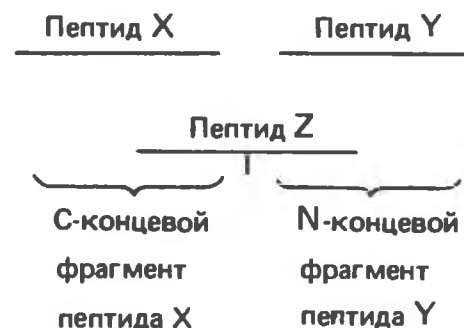 Пептид X Пептид Y
Пептид Z
С-концевой N-концевой
фрагмент фрагмент
пептида X пептида Y